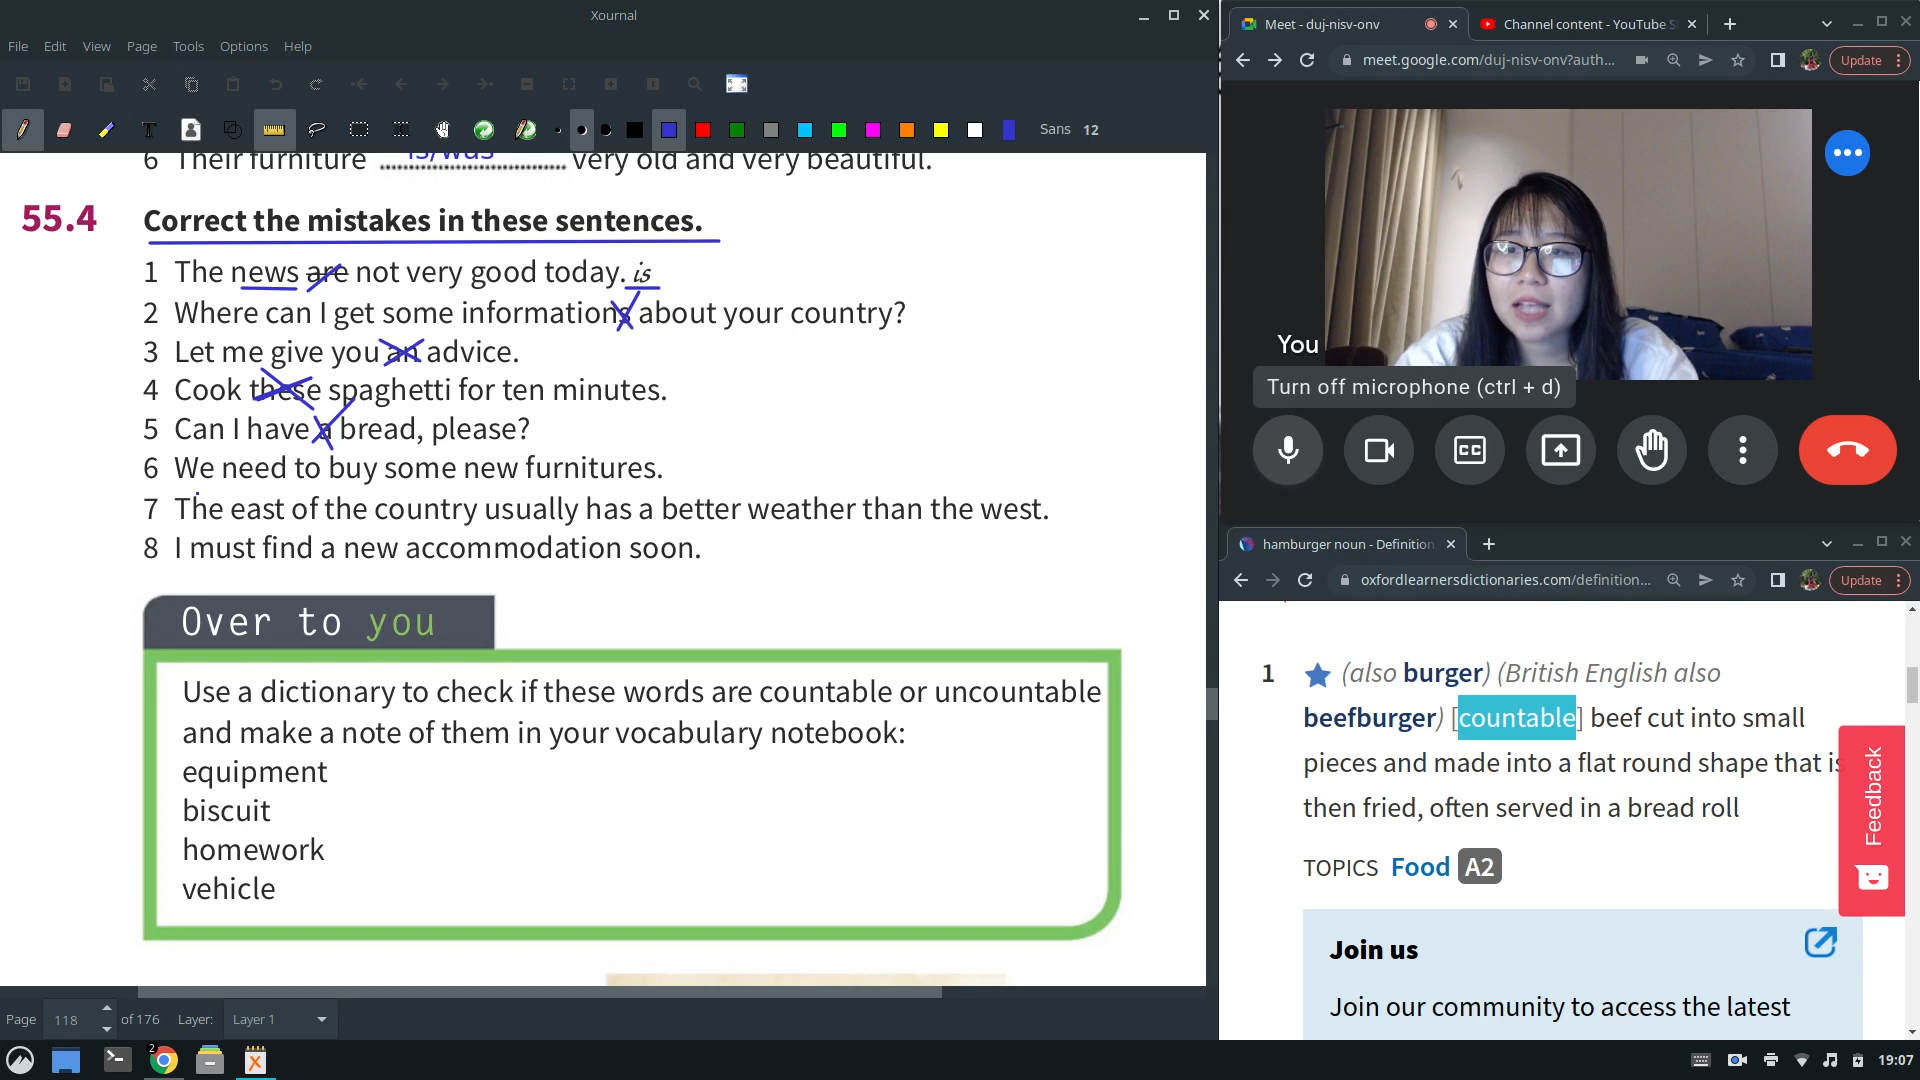 Xournal
File Edit View Page Tools Options Help
Sans 12
6 Their furniture is/was very old and very beautiful.
55.4 Correct the mistakes in these sentences.
1 The news are not very good today. is
2 Where can I get some informations about your country?
3 Let me give you an advice.
4 Cook these spaghetti for ten minutes.
5 Can I have a bread, please?
6 We need to buy some new furnitures.
7 The east of the country usually has a better weather than the west.
8 I must find a new accommodation soon.
Over to you
Use a dictionary to check if these words are countable or uncountable
and make a note of them in your vocabulary notebook:
equipment
biscuit
homework
vehicle
Page 118 of 176 Layer: Layer 1
Meet - duj-nisv-onv
Channel content - YouTube S
meet.google.com/duj-nisv-onv?auth...
Update
You
Turn off microphone (ctrl + d)
CC
hamburger noun - Definition
oxfordlearnersdictionaries.com/definition...
Update
1 (also burger) (British English also
beefburger) [countable] beef cut into small
pieces and made into a flat round shape that is
then fried, often served in a bread roll
TOPICS Food A2
Feedback
Join us
Join our community to access the latest
2
19:07